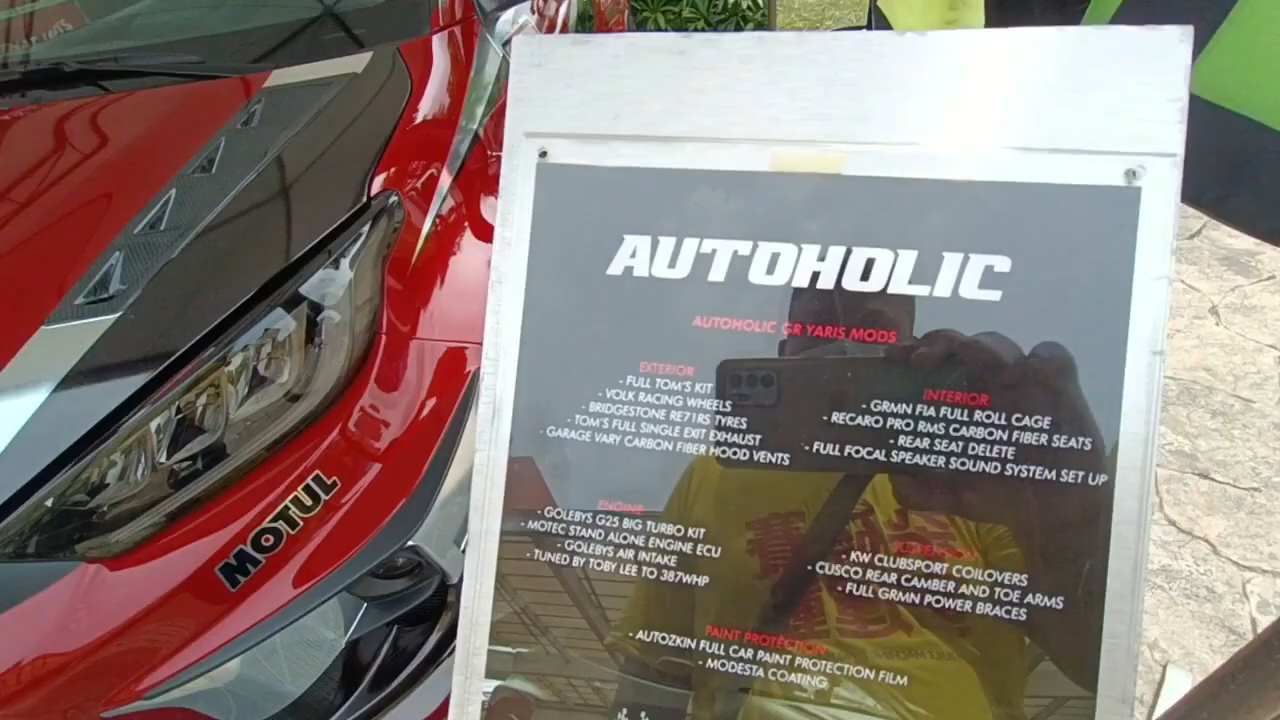 AUTOHOLIC
AUTOHOLIC GR YARIS MODS
EXTERIOR
- FULL TOM'S KIT
- VOLK RACING WHEELS
- BRIDGESTONE RE71RS TYRES
- TOM'S FULL SINGLE EXIT EXHAUST
- GARAGE VARY CARBON FIBER HOOD VENTS
INTERIOR
- GRMN FIA FULL ROLL CAGE
- RECARO PRO RMS CARBON FIBER SEATS
- REAR SEAT DELETE
- FULL FOCAL SPEAKER SOUND SYSTEM SET UP
ENGINE
- GOLEBYS G25 BIG TURBO KIT
- MOTEC STAND ALONE ENGINE ECU
- GOLEBYS AIR INTAKE
- TUNED BY TOBY LEE TO 387WHP
SUSPENSION
- KW CLUBSPORT COILOVERS
- CUSCO REAR CAMBER AND TOE ARMS
- FULL GRMN POWER BRACES
PAINT PROTECTION
- AUTOZKIN FULL CAR PAINT PROTECTION FILM
- MODESTA COATING
MOTUL